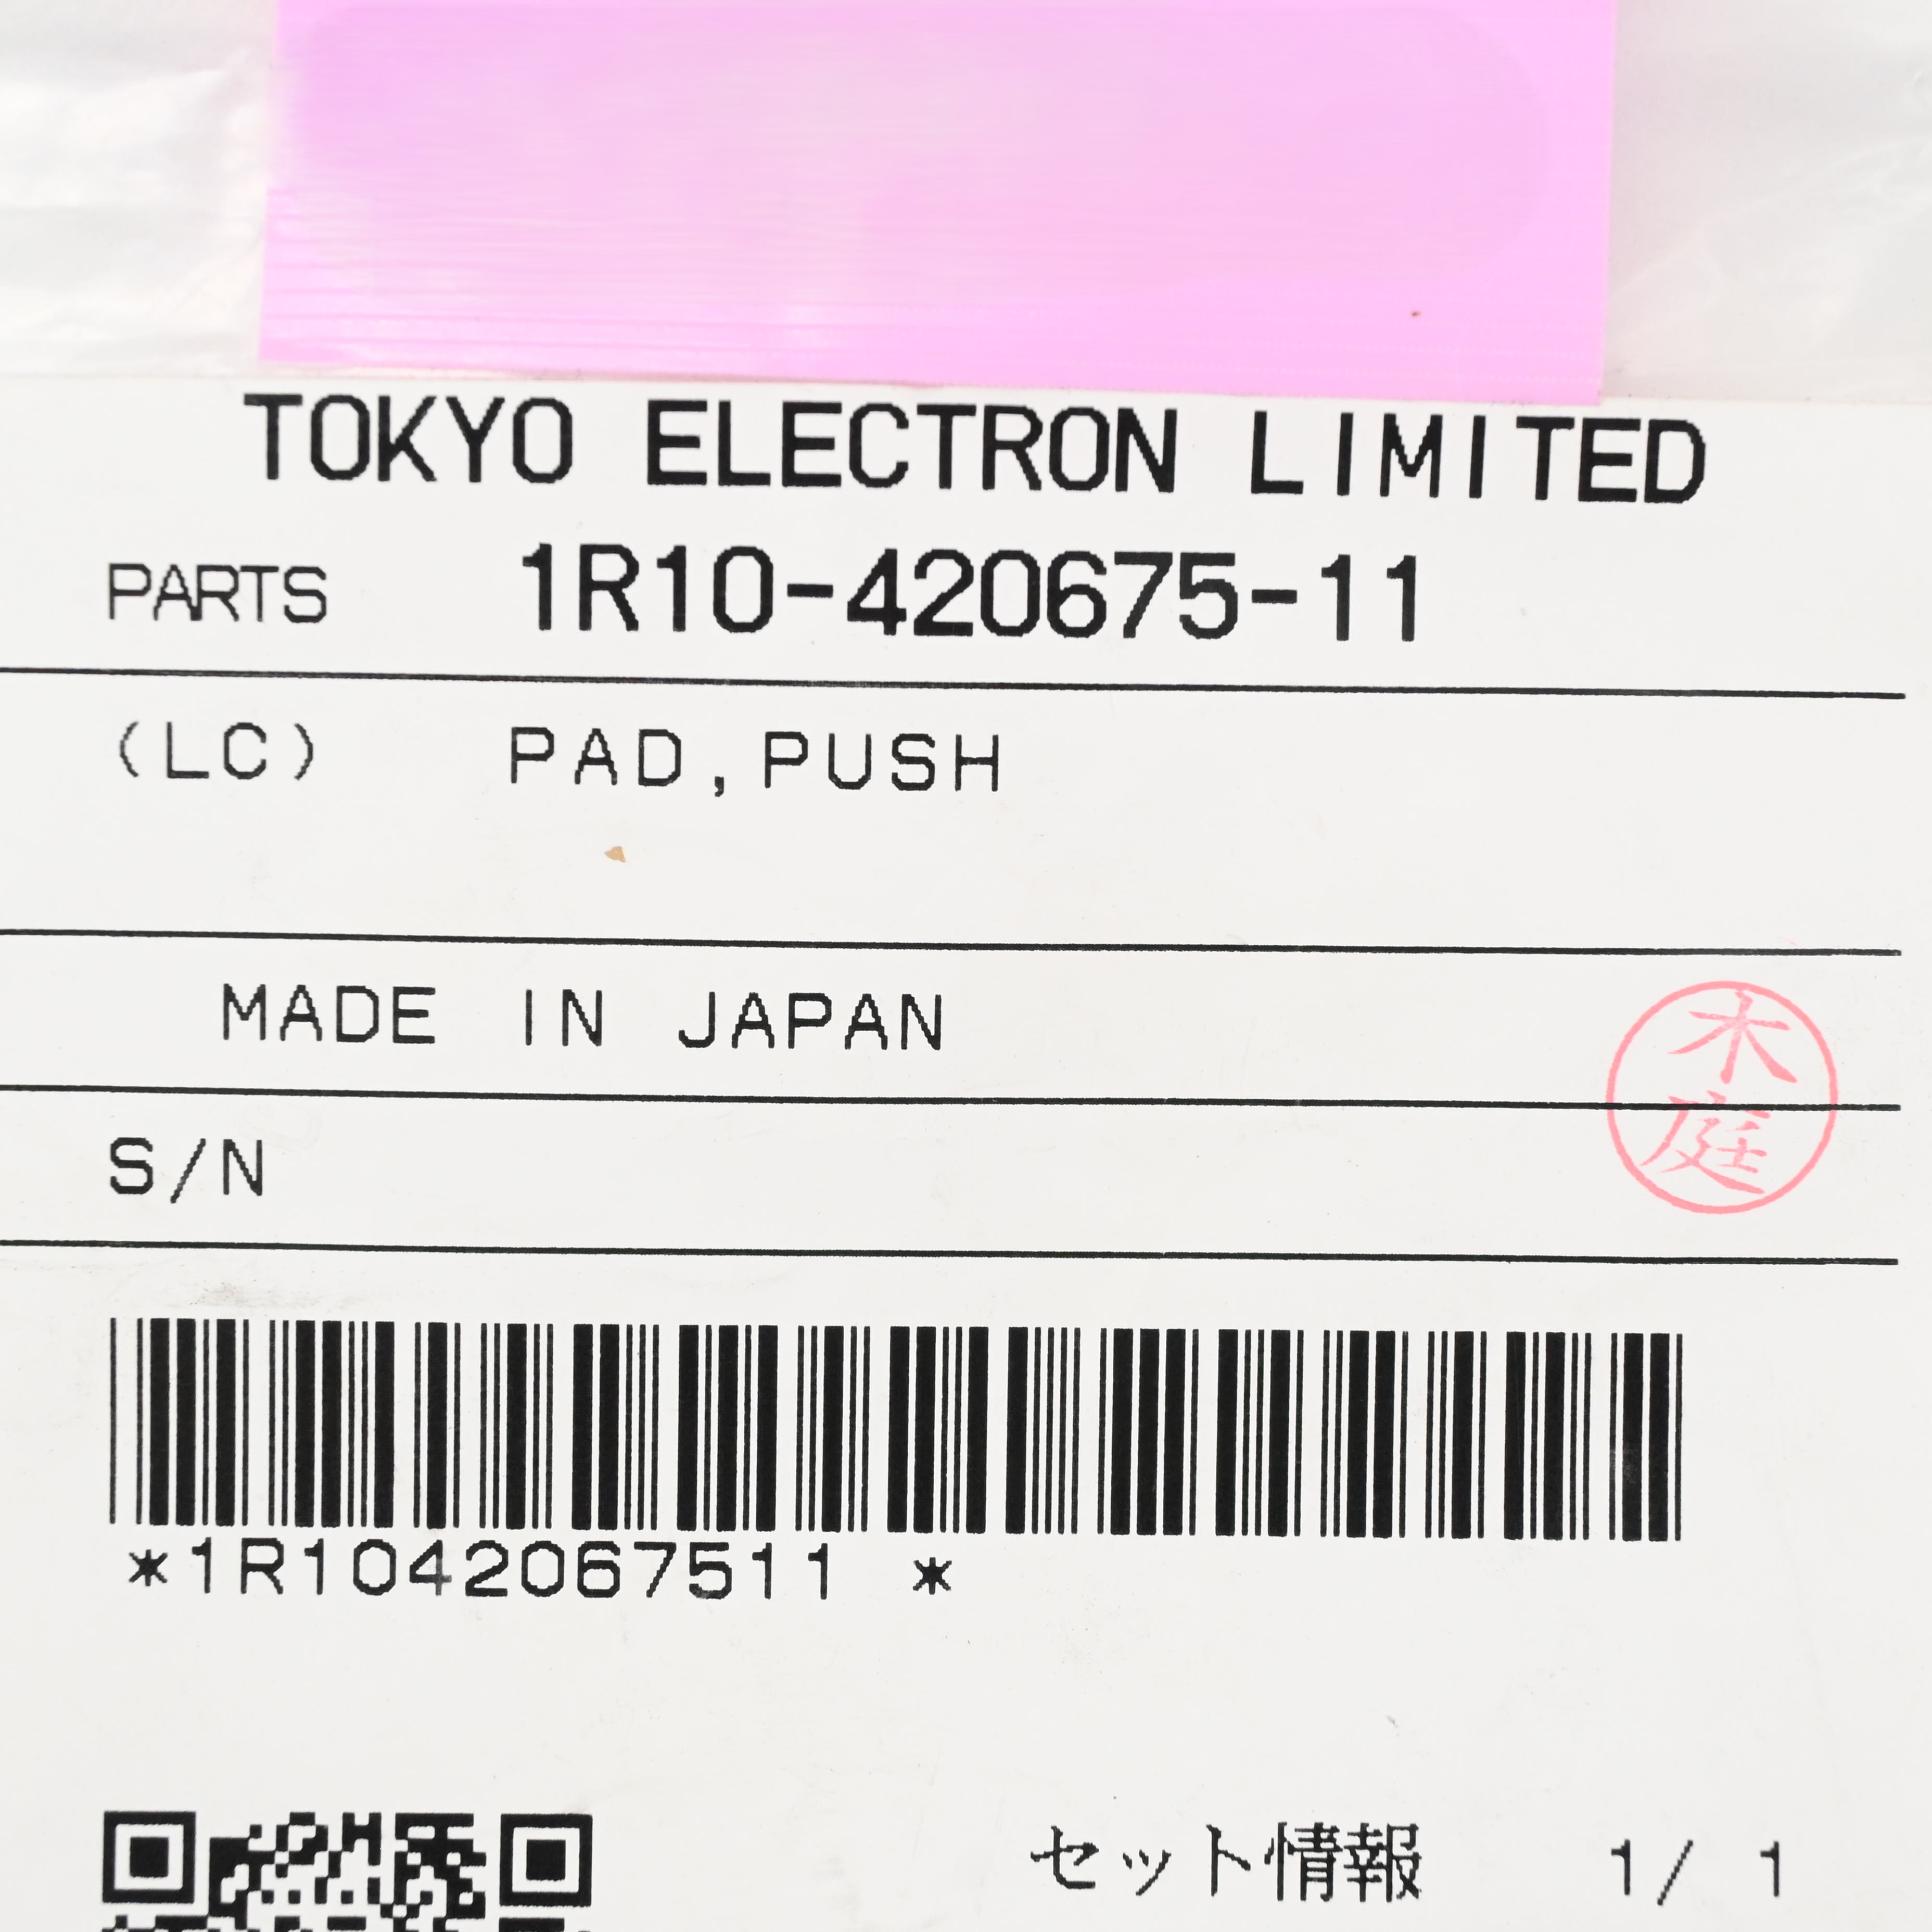 TOKYO ELECTRON LIMITED
PARTS 1R10-420675-11
(LC) PAD,PUSH
MADE IN JAPAN
木庭
S/N
*1R1042067511 *
セット情報 1/ 1